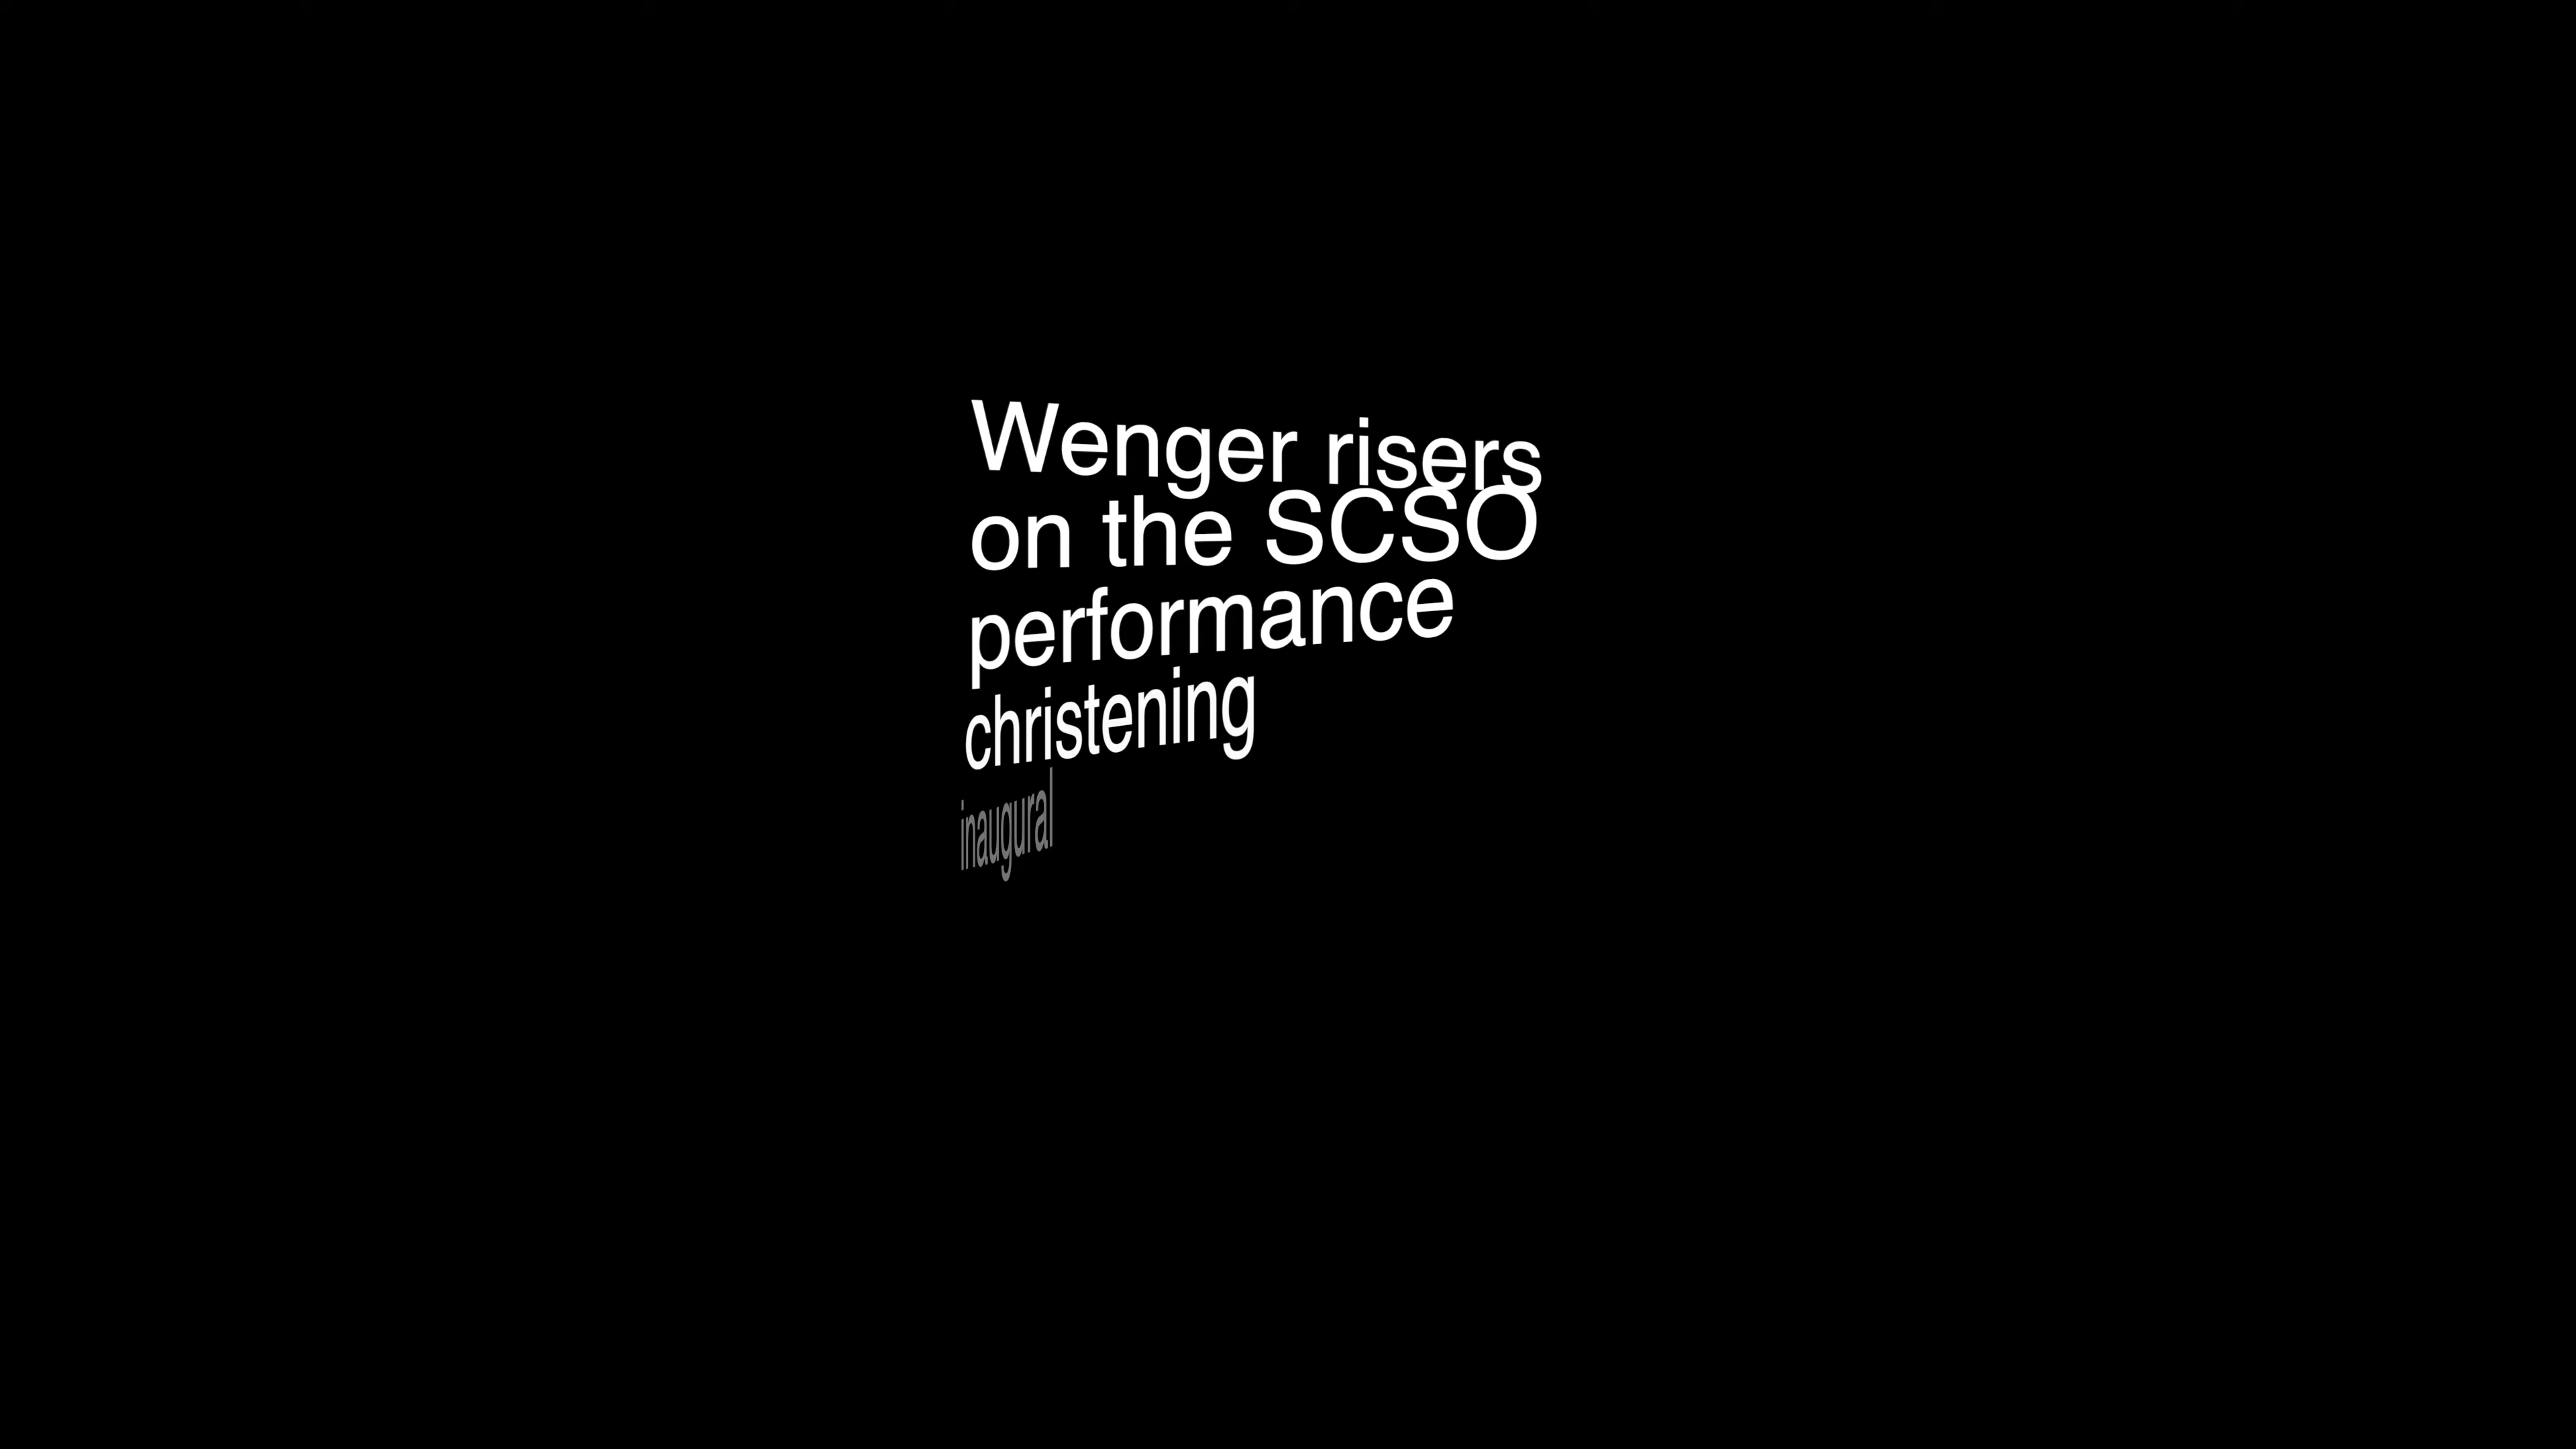 Wenger risers
on the SCSO
performance
christening
inaugural